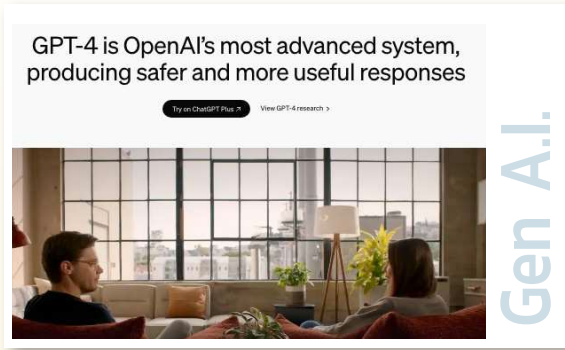 GPT-4 is OpenAI’s most advanced system,
producing safer and more useful responses
Try on ChatGPT Plus ↗
View GPT-4 research >
Gen A.I.